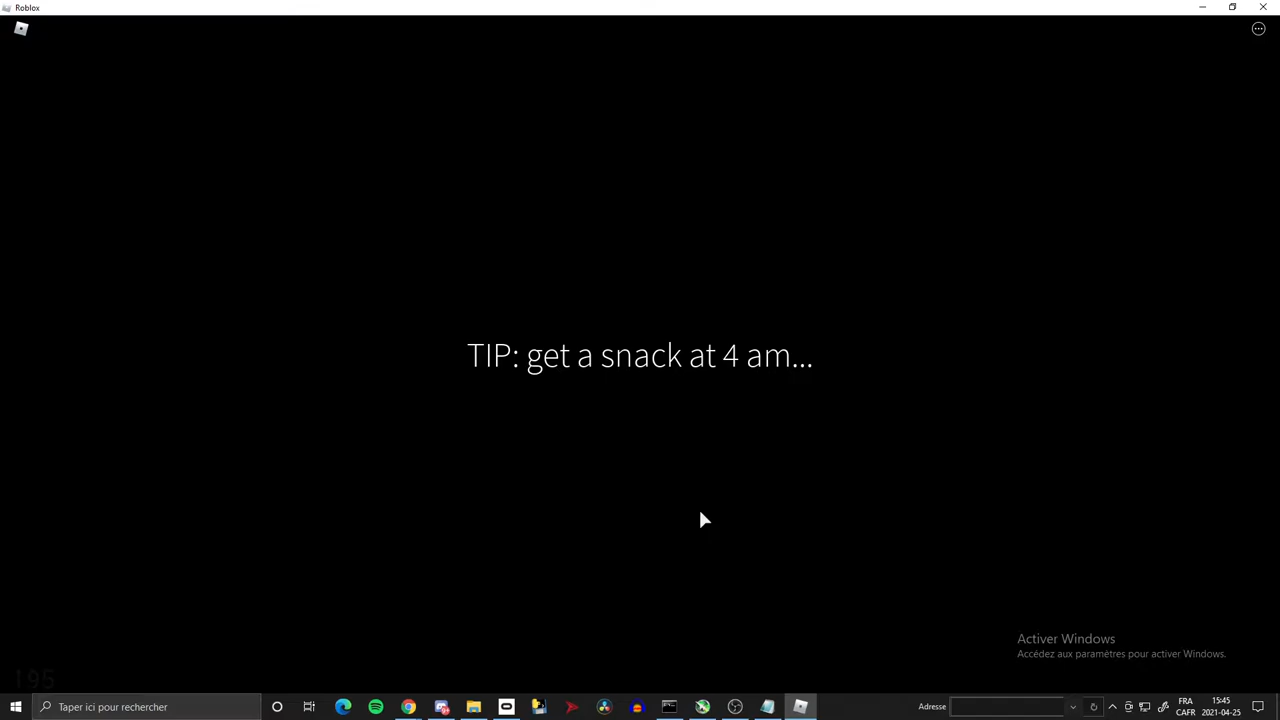 Roblox
TIP: get a snack at 4 am...
Activer Windows
Accédez aux paramètres pour activer Windows.
195
Taper ici pour rechercher
Adresse
FRA
CAFR
15:45
2021-04-25